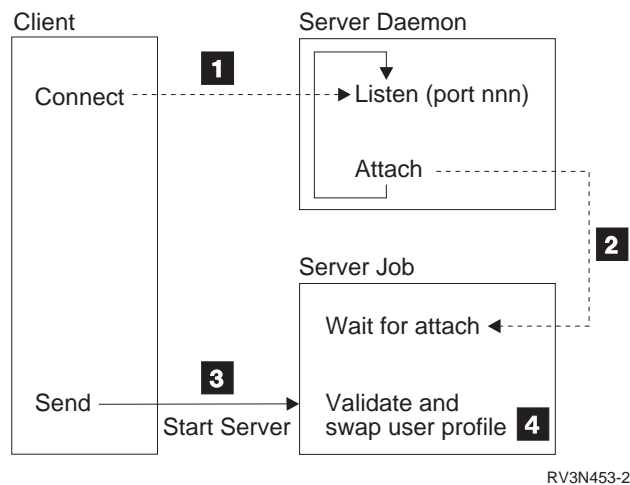 Client
Server Daemon
1
Connect
Listen (port nnn)
Attach
2
Server Job
Wait for attach
3
Send
Start Server
Validate and
swap user profile
4
RV3N453-2